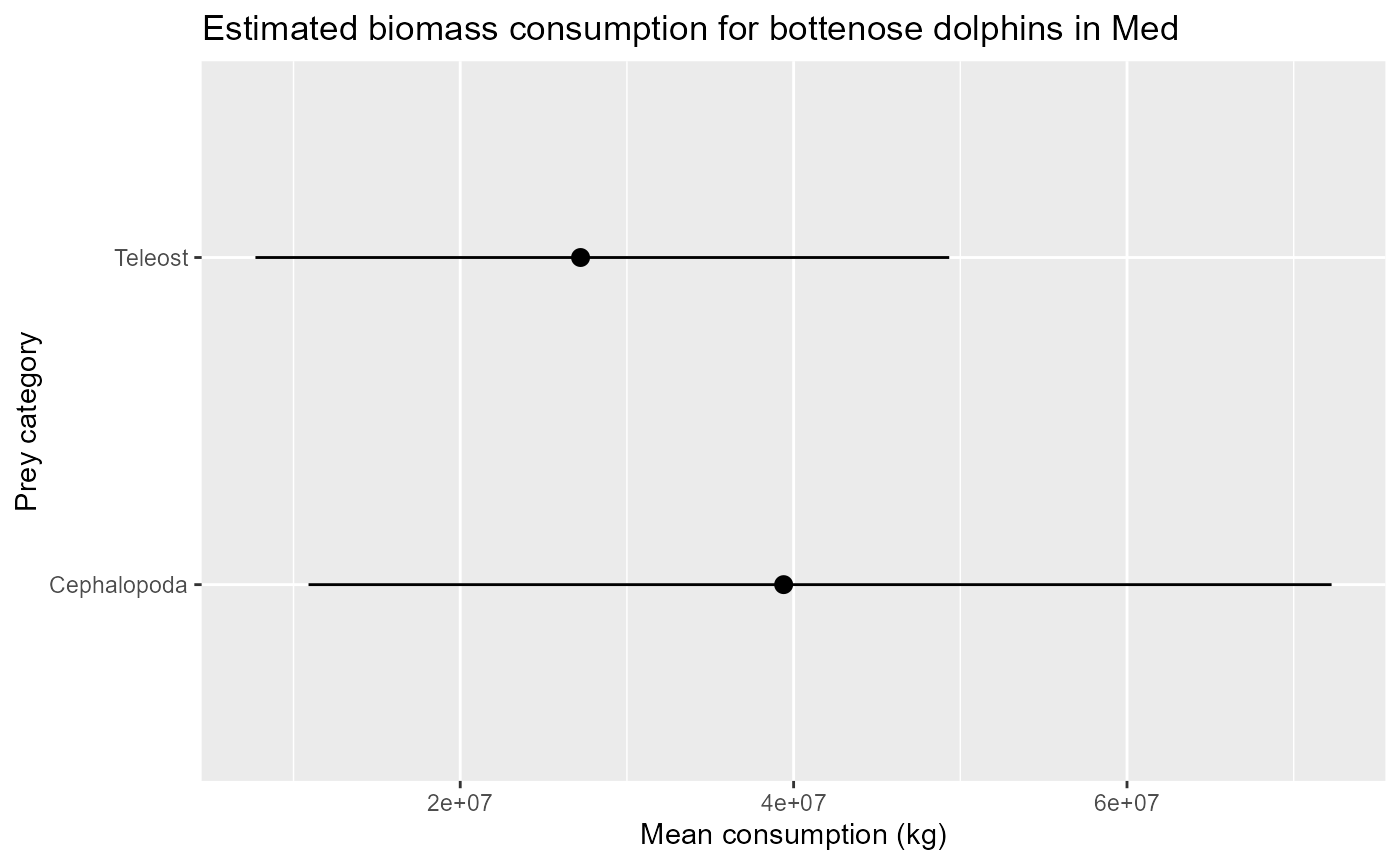 Estimated biomass consumption for bottenose dolphins in Med
Prey category
Teleost
Cephalopoda
2e+07 4e+07 6e+07
Mean consumption (kg)